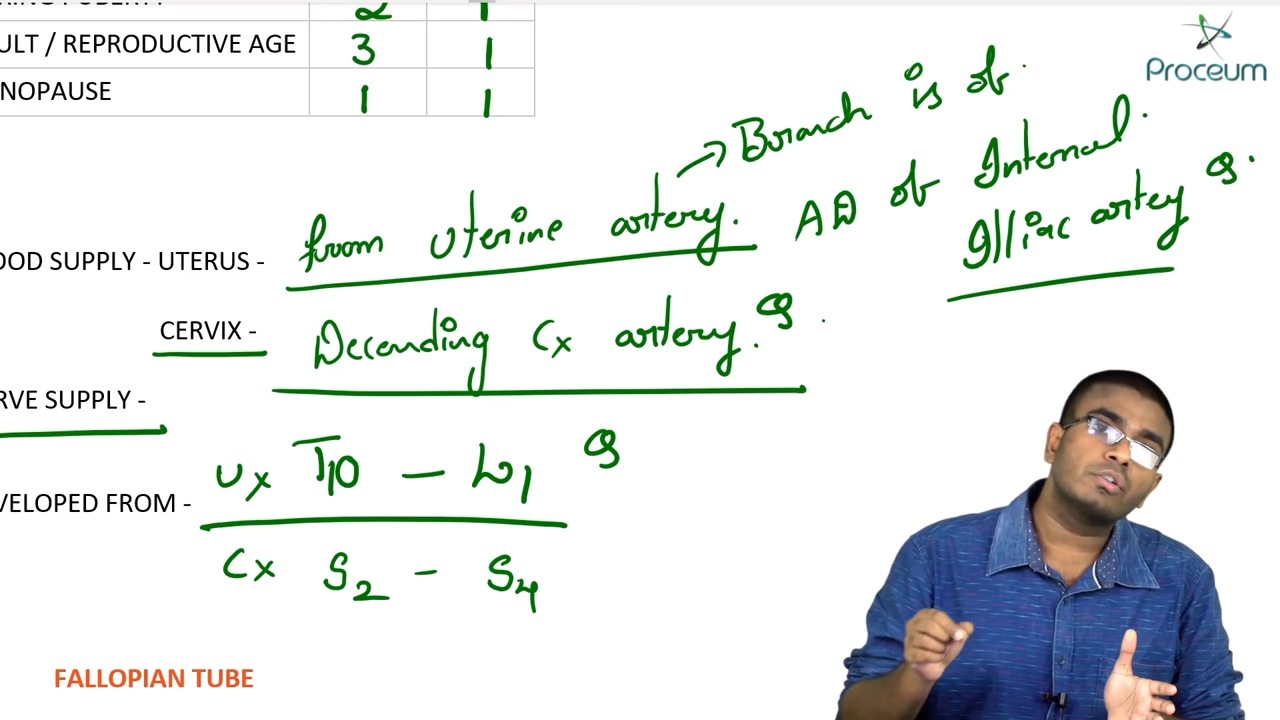 2 1
ULT / REPRODUCTIVE AGE 3 1
NOPAUSE 1 1
Proceum
→ Branch is of
from uterine artery. AD of Internal
OOD SUPPLY - UTERUS -
Illiac artey
CERVIX - Decending Cx artery.
RVE SUPPLY -
Ux T10 - L1
VELOPED FROM -
Cx S2 - S4
FALLOPIAN TUBE